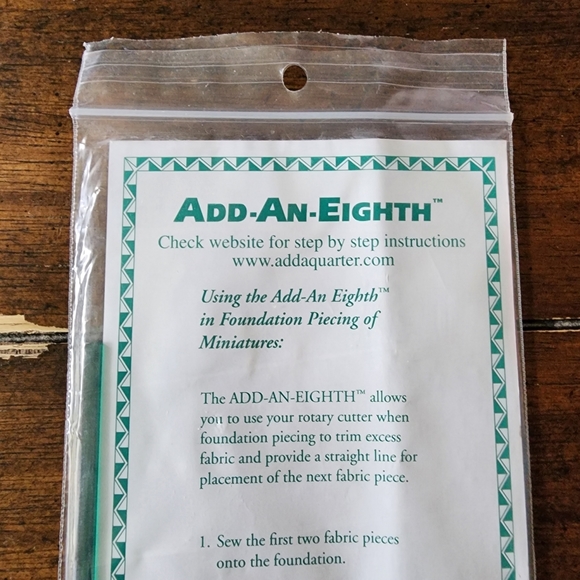 ADD-AN-EIGHTH™
Check website for step by step instructions
www.addaquarter.com
Using the Add-An Eighth™
in Foundation Piecing of
Miniatures:
The ADD-AN-EIGHTH™ allows
you to use your rotary cutter when
foundation piecing to trim excess
fabric and provide a straight line for
placement of the next fabric piece.
1. Sew the first two fabric pieces
onto the foundation.